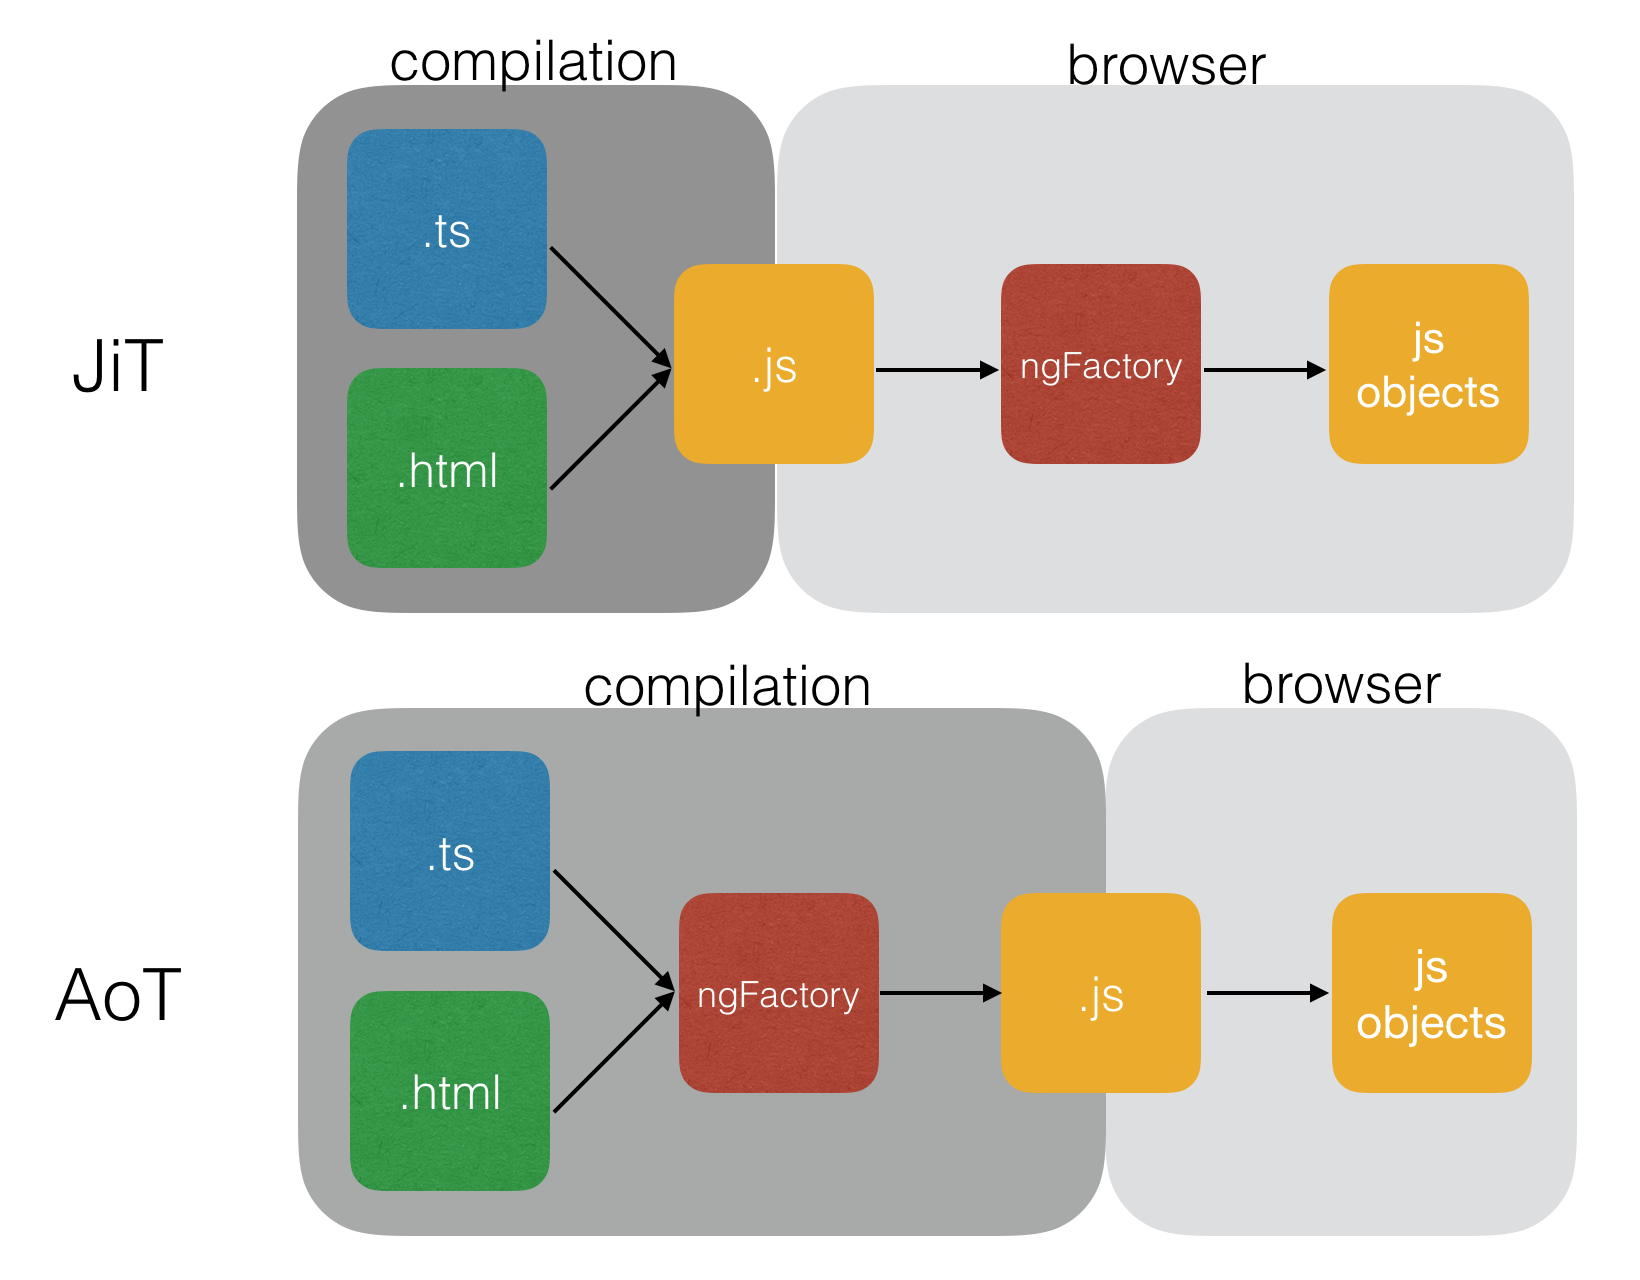 compilation
browser
JiT
.ts
.html
.js
ngFactory
js
objects
compilation
browser
AoT
.ts
.html
ngFactory
.js
js
objects